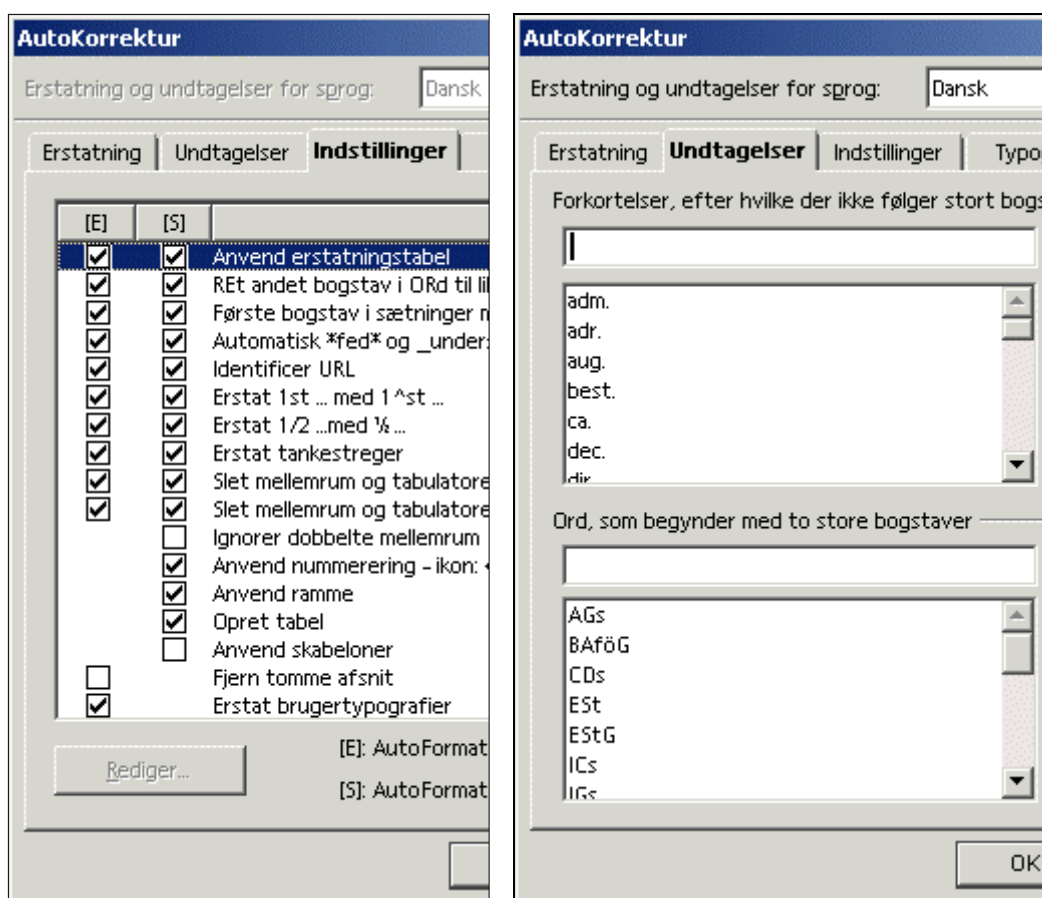 AutoKorrektur
Erstatning og undtagelser for sprog: Dansk
Erstatning Undtagelser Indstillinger
[E] [S]
Anvend erstatningstabel
REt andet bogstav i ORd til
Første bogstav i sætninger
Automatisk *fed* og
Identificer URL
Erstat 1st ... med 1^st ...
Erstat 1/2 ...med ½ ...
Erstat tankestreger
Slet mellemrum og
Slet mellemrum og
Ignorer dobbelte mellemrum
Anvend nummerering – ikon:
Anvend ramme
Opret tabel
Anvend skabeloner
Fjern tomme afsnit
Erstat brugertypografier
Rediger...
[E]: AutoFormat
[S]: AutoFormat
AutoKorrektur
Erstatning og undtagelser for sprog: Dansk
Erstatning Undtagelser Indstillinger
Forkortelser, efter hvilke der ikke følger stort
adm.
adr.
aug.
best.
ca.
dec.
dir
Ord, som begynder med to store bogstaver
AGs
BAföG
CDs
ESt
EStG
ICs
IGs
OK